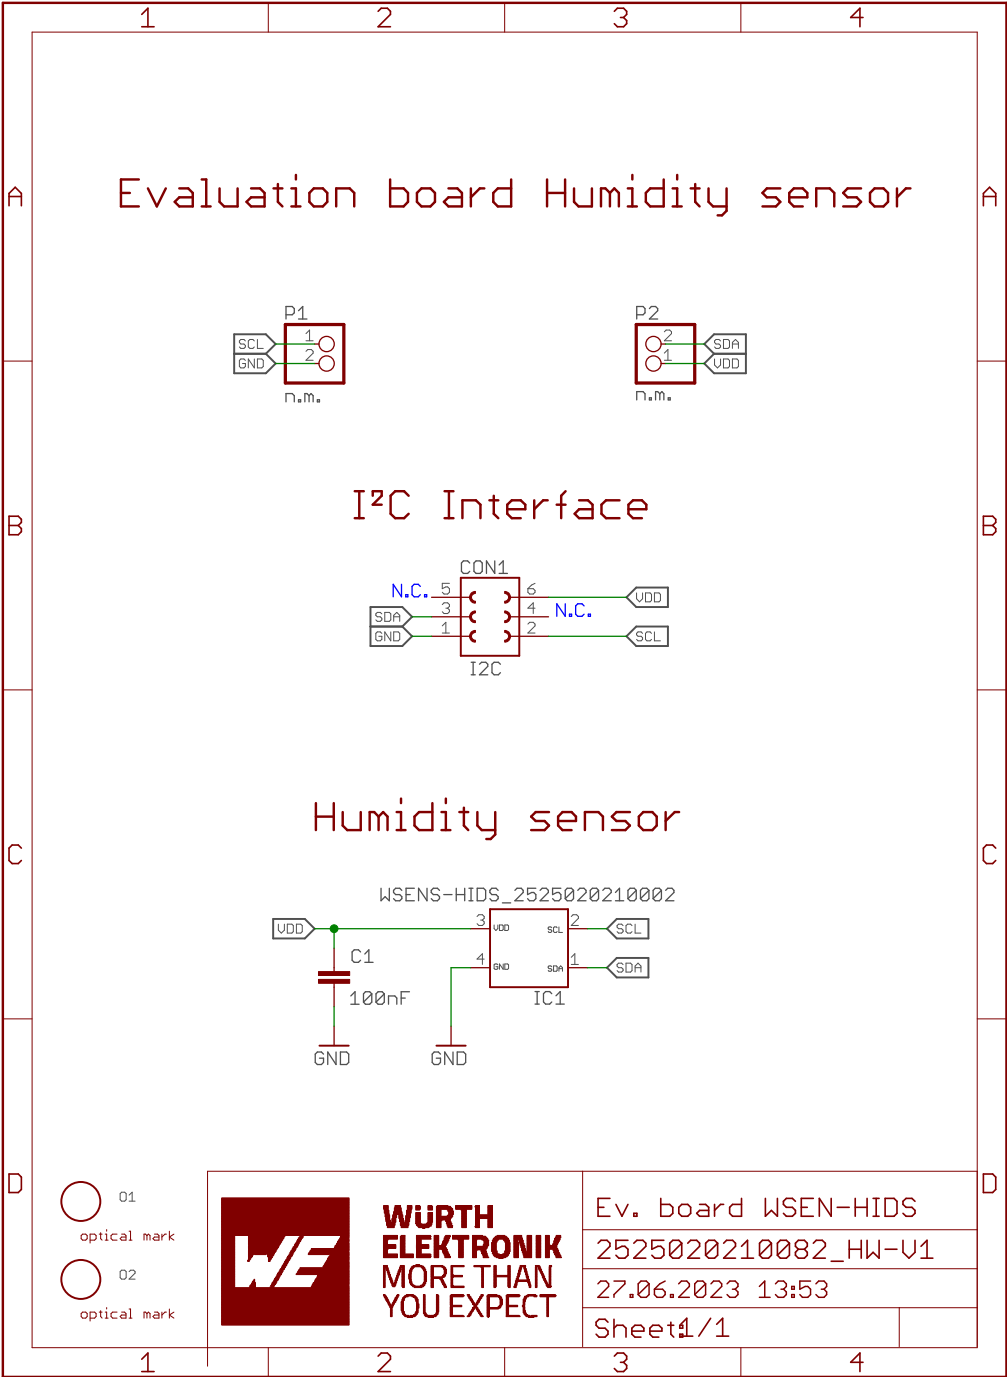 1 2 3 4
A A
Evaluation board Humidity sensor
P1 P2
SCL 1 2 SDA
GND 2 1 VDD
n.m. n.m.
I²C Interface
B B
CON1
N.C. 5 6 VDD
SDA 3 4 N.C.
GND 1 2 SCL
I2C
Humidity sensor
C C
WSENS-HIDS_2525020210002
VDD 3 VDD SCL 2 SCL
C1
4 GND SDA 1 SDA
100nF IC1
GND GND
D D
O1
optical mark
O2
optical mark
WE
WÜRTH
ELEKTRONIK
MORE THAN
YOU EXPECT
Ev. board WSEN-HIDS
2525020210082_HW-V1
27.06.2023 13:53
Sheet:1/1
1 2 3 4